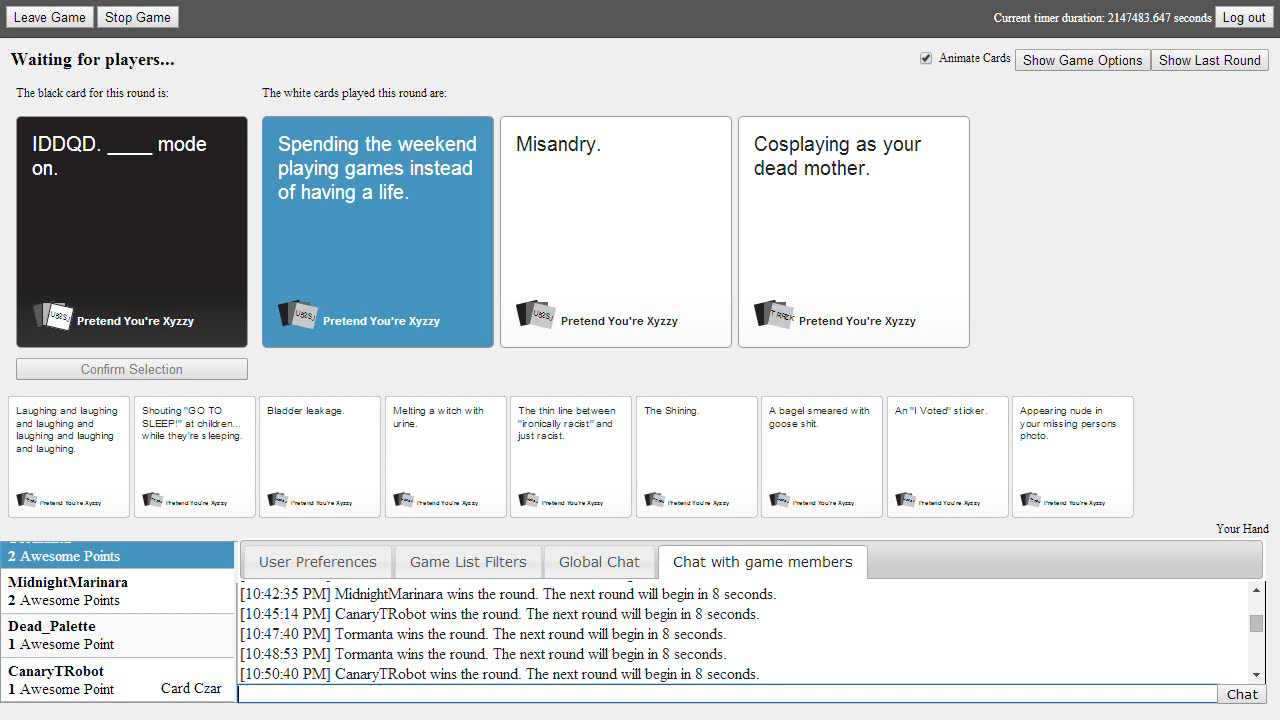 Leave Game Stop Game Current timer duration: 2147483.647 seconds Log out
Waiting for players...
Animate Cards Show Game Options Show Last Round
The black card for this round is:
The white cards played this round are:
IDDQD. ____ mode
on.
Pretend You're Xyzzy
Spending the weekend
playing games instead
of having a life.
Pretend You're Xyzzy
Misandry.
Pretend You're Xyzzy
Cosplaying as your
dead mother.
Pretend You're Xyzzy
Confirm Selection
Laughing and laughing
and laughing and
laughing and laughing
and laughing.
Pretend You're Xyzzy
Shouting "GO TO
SLEEP!" at children...
while they're sleeping.
Pretend You're Xyzzy
Bladder leakage.
Pretend You're Xyzzy
Melting a witch with
urine.
Pretend You're Xyzzy
The thin line between
"ironically racist" and
just racist.
Pretend You're Xyzzy
The Shining.
Pretend You're Xyzzy
A bagel smeared with
goose shit.
Pretend You're Xyzzy
An "I Voted" sticker.
Pretend You're Xyzzy
Appearing nude in
your missing persons
photo.
Pretend You're Xyzzy
Your Hand
2 Awesome Points
MidnightMarinara
2 Awesome Points
Dead_Palette
1 Awesome Point
CanaryTRobot
1 Awesome Point Card Czar
User Preferences Game List Filters Global Chat Chat with game members
[10:42:35 PM] MidnightMarinara wins the round. The next round will begin in 8 seconds.
[10:45:14 PM] CanaryTRobot wins the round. The next round will begin in 8 seconds.
[10:47:40 PM] Tormanta wins the round. The next round will begin in 8 seconds.
[10:48:53 PM] Tormanta wins the round. The next round will begin in 8 seconds.
[10:50:40 PM] CanaryTRobot wins the round. The next round will begin in 8 seconds.
Chat